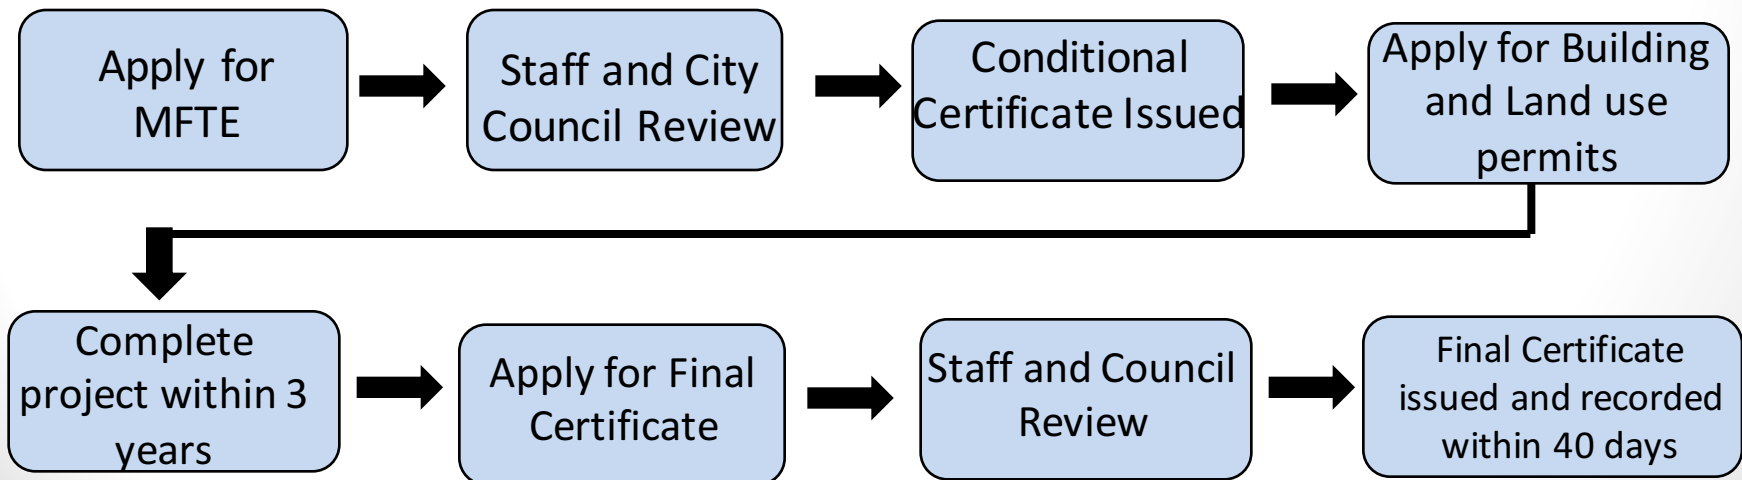 Apply for
MFTE
Staff and City
Council Review
Conditional
Certificate Issued
Apply for Building
and Land use
permits
Complete
project within 3
years
Apply for Final
Certificate
Staff and Council
Review
Final Certificate
issued and recorded
within 40 days